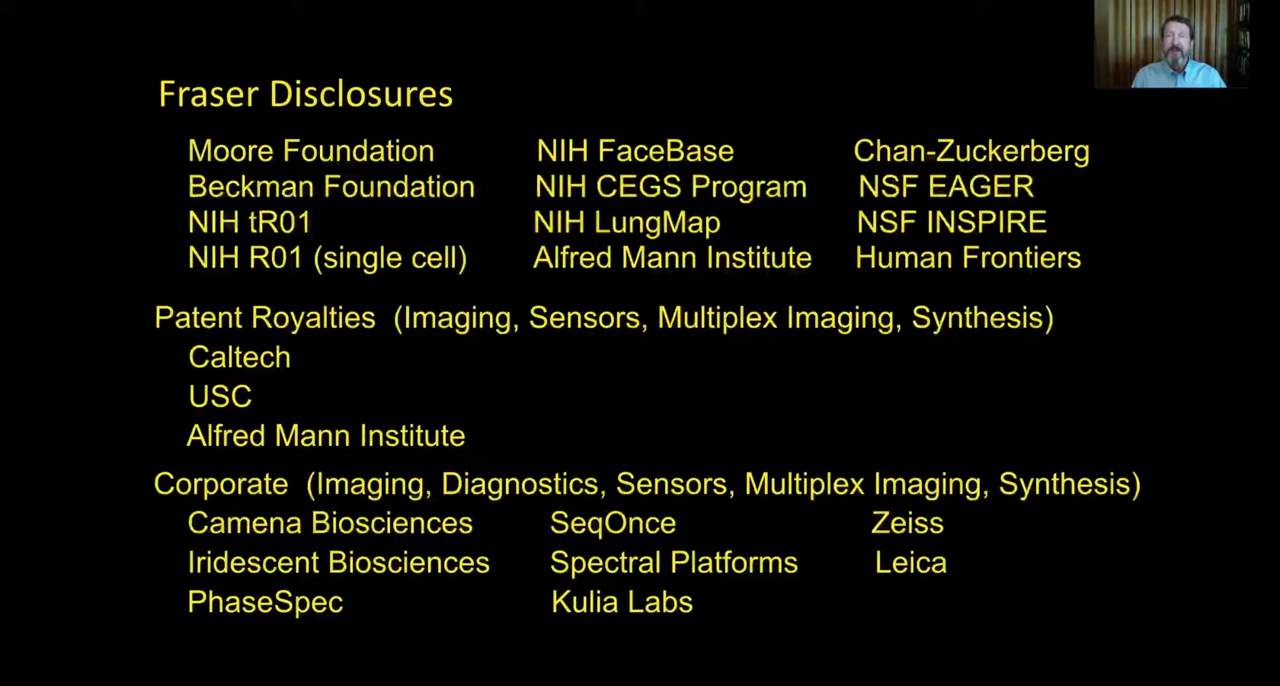 Fraser Disclosures
Moore Foundation NIH FaceBase Chan-Zuckerberg
Beckman Foundation NIH CEGS Program NSF EAGER
NIH tR01 NIH LungMap NSF INSPIRE
NIH R01 (single cell) Alfred Mann Institute Human Frontiers
Patent Royalties (Imaging, Sensors, Multiplex Imaging, Synthesis)
Caltech
USC
Alfred Mann Institute
Corporate (Imaging, Diagnostics, Sensors, Multiplex Imaging, Synthesis)
Camena Biosciences SeqOnce Zeiss
Iridescent Biosciences Spectral Platforms Leica
PhaseSpec Kulia Labs